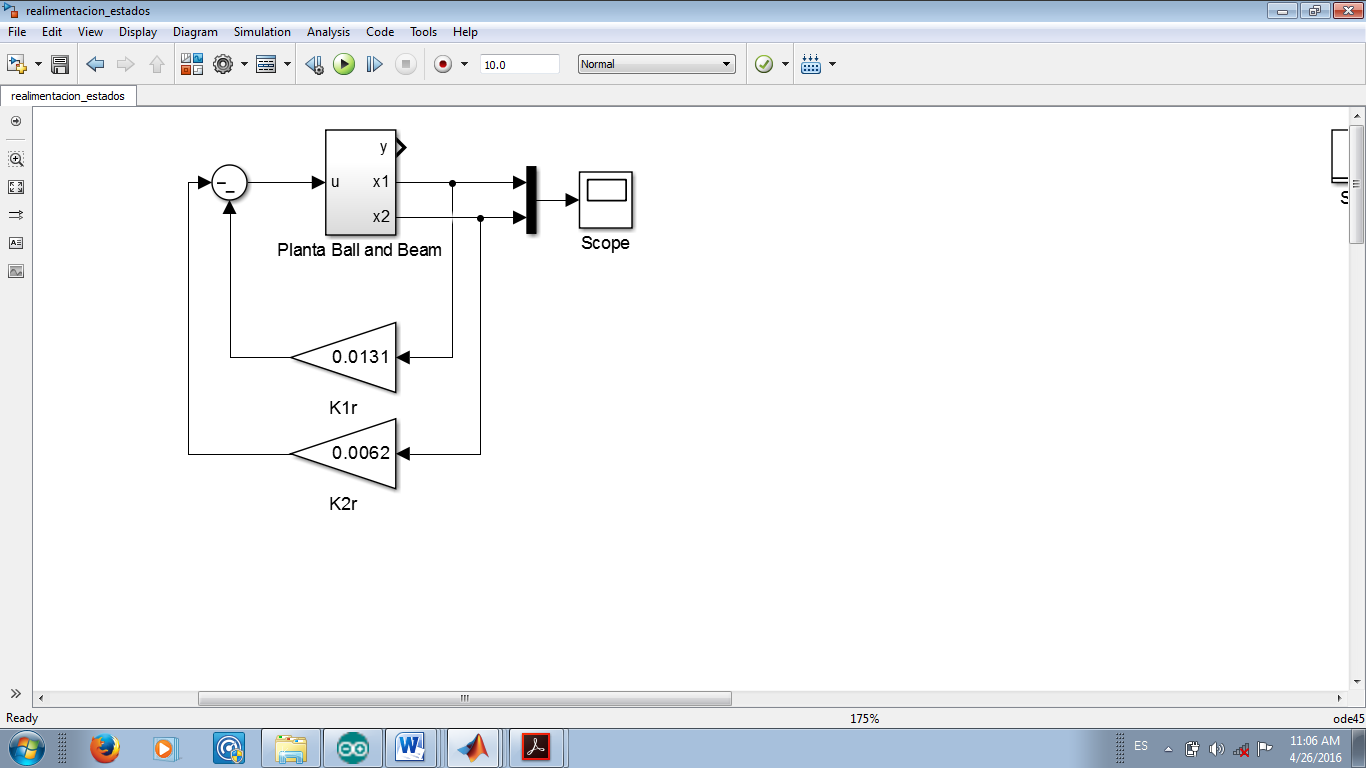 realimentacion_estados
File Edit View Display Diagram Simulation Analysis Code Tools Help
10.0 Normal
realimentacion_estados
y
u x1
x2
Planta Ball and Beam
Scope
0.0131
K1r
0.0062
K2r
S
Ready 175% ode45
ES 11:06 AM
4/26/2016